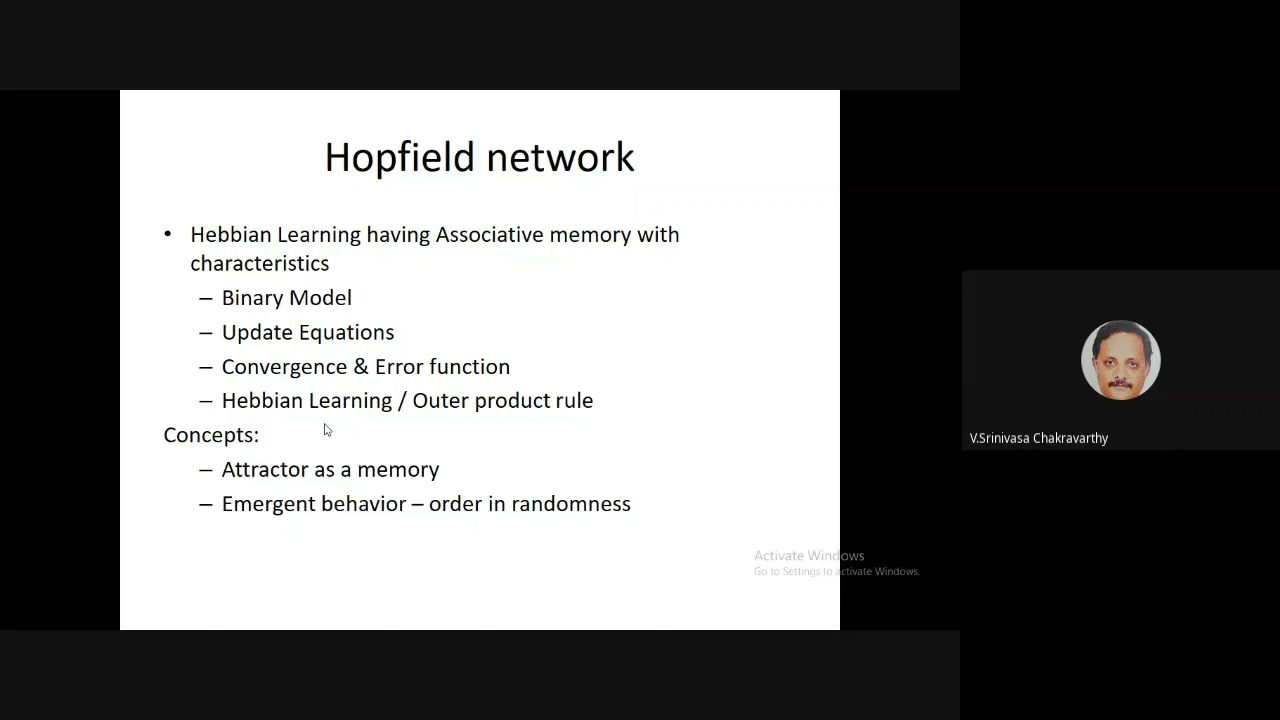 Hopfield network
• Hebbian Learning having Associative memory with
characteristics
– Binary Model
– Update Equations
– Convergence & Error function
– Hebbian Learning / Outer product rule
Concepts:
– Attractor as a memory
– Emergent behavior – order in randomness
Activate Windows
Go to Settings to activate Windows.
V.Srinivasa Chakravarthy